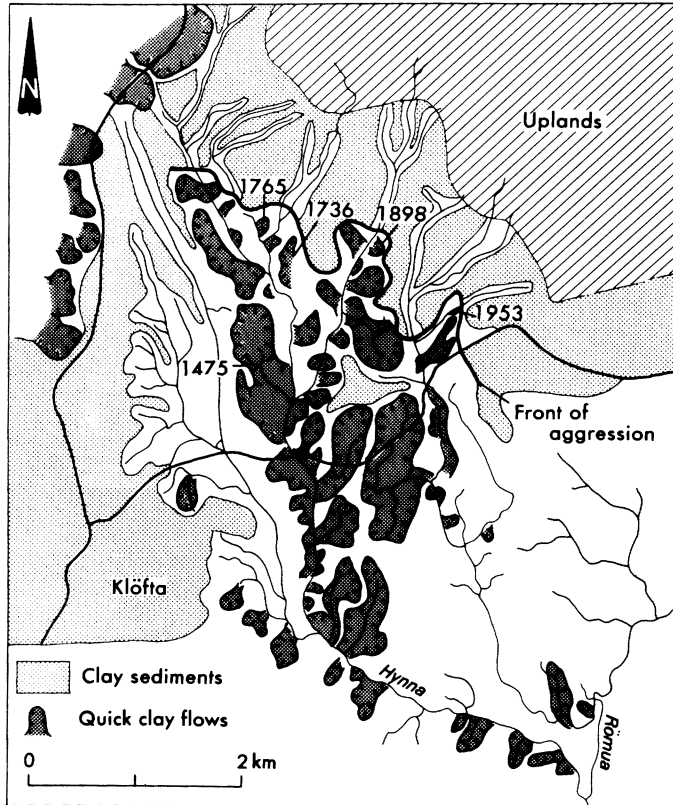 N
Uplands
1765
1736
1898
1953
1475
Front of
aggression
Klöfta
Clay sediments
Hynna
Quick clay flows
Römua
0 2 km